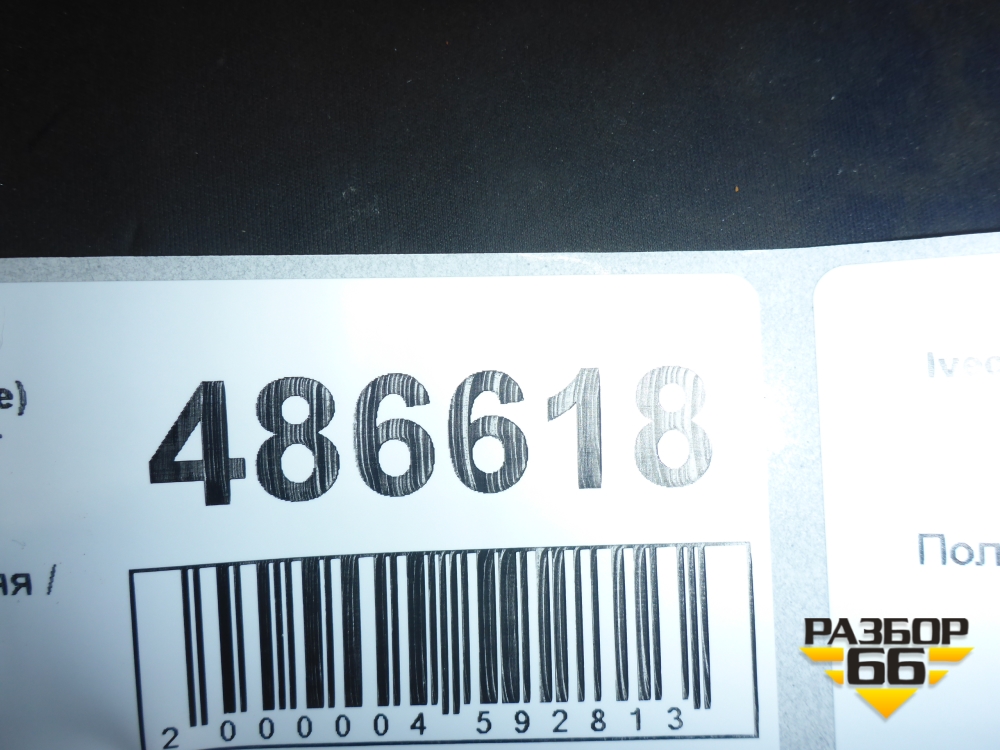 e)
486618
ая /
2 000004 592813
Ivec
Пол
РАЗБОР
66